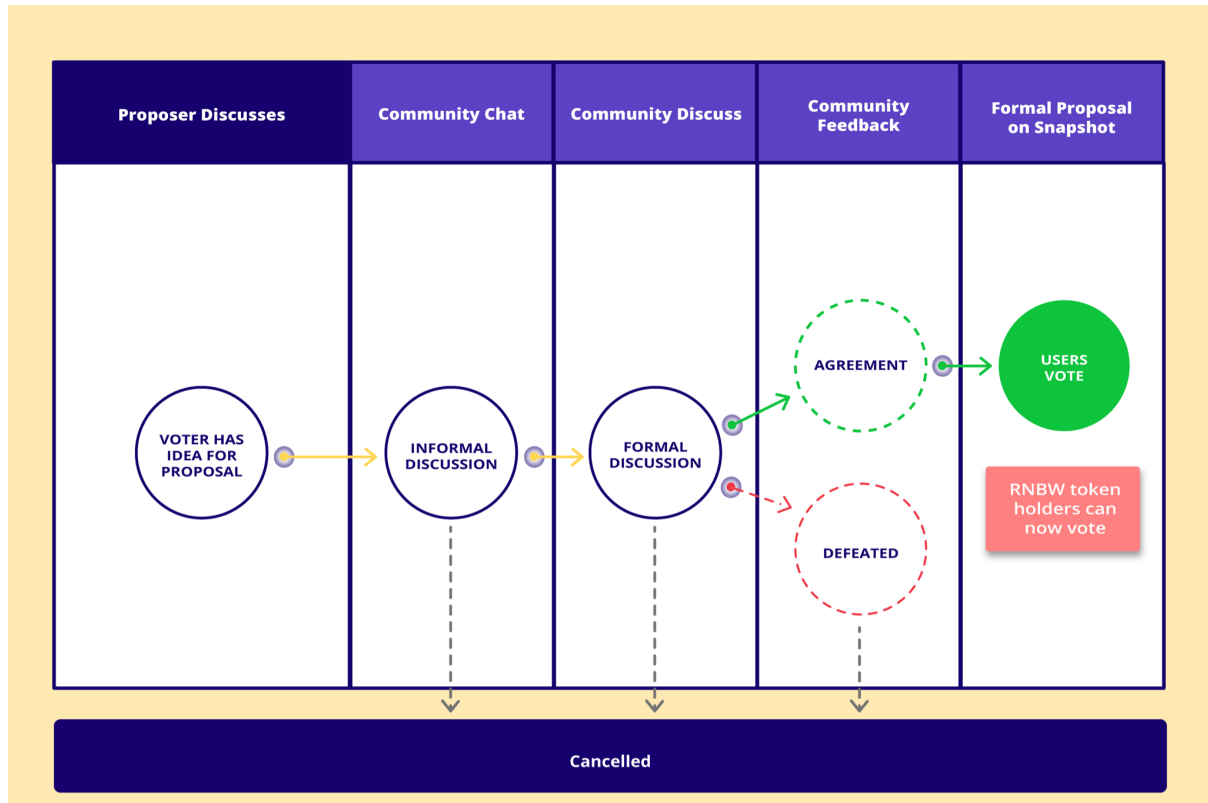 Proposer Discusses
Community Chat
Community Discuss
Community
Feedback
Formal Proposal
on Snapshot
VOTER HAS
IDEA FOR
PROPOSAL
INFORMAL
DISCUSSION
FORMAL
DISCUSSION
AGREEMENT
DEFEATED
USERS
VOTE
RNBW token
holders can
now vote
Cancelled